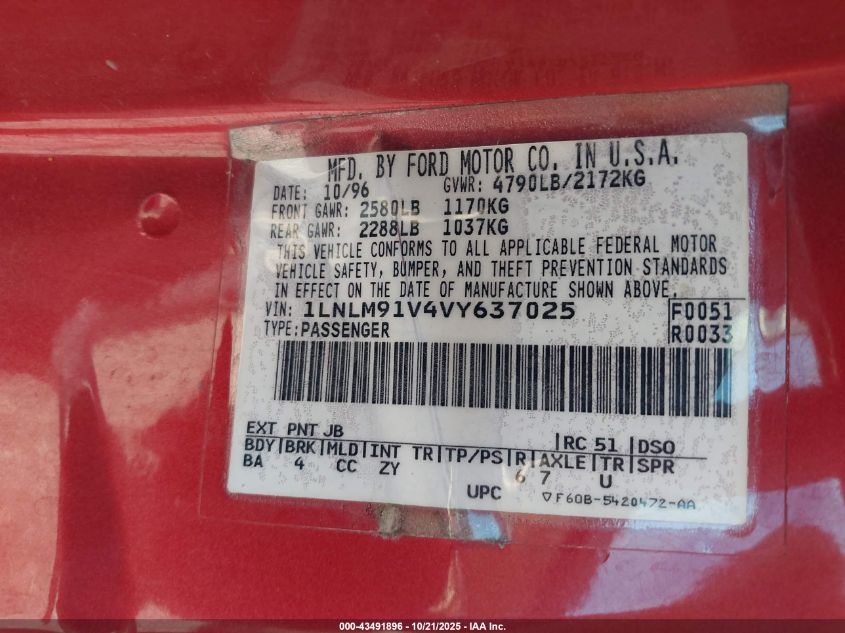 MFD. BY FORD MOTOR CO. IN U.S.A.
DATE: 10/96 GVWR: 4790LB/2172KG
FRONT GAWR: 2580LB 1170KG
REAR GAWR: 2288LB 1037KG
THIS VEHICLE CONFORMS TO ALL APPLICABLE FEDERAL MOTOR
VEHICLE SAFETY, BUMPER, AND THEFT PREVENTION STANDARDS
IN EFFECT ON THE DATE OF MANUFACTURE SHOWN ABOVE.
VIN: 1LNLM91V4VY637025 F0051
TYPE: PASSENGER R0033
EXT PNT JB RC 51 DSO
BDY BRK MLD INT TR TP/PS R AXLE TR SPR
BA 4 CC ZY 6 7 U
UPC ▽F60B-5420472-AA
000-43491896 - 10/21/2025 - IAA Inc.